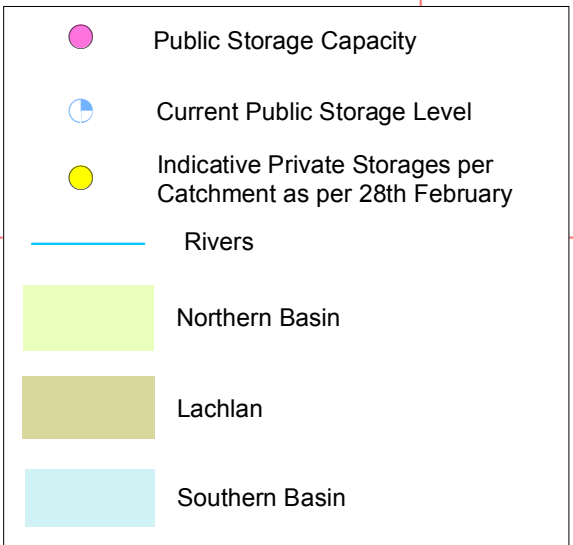 Public Storage Capacity
Current Public Storage Level
Indicative Private Storages per
Catchment as per 28th February
Rivers
Northern Basin
Lachlan
Southern Basin